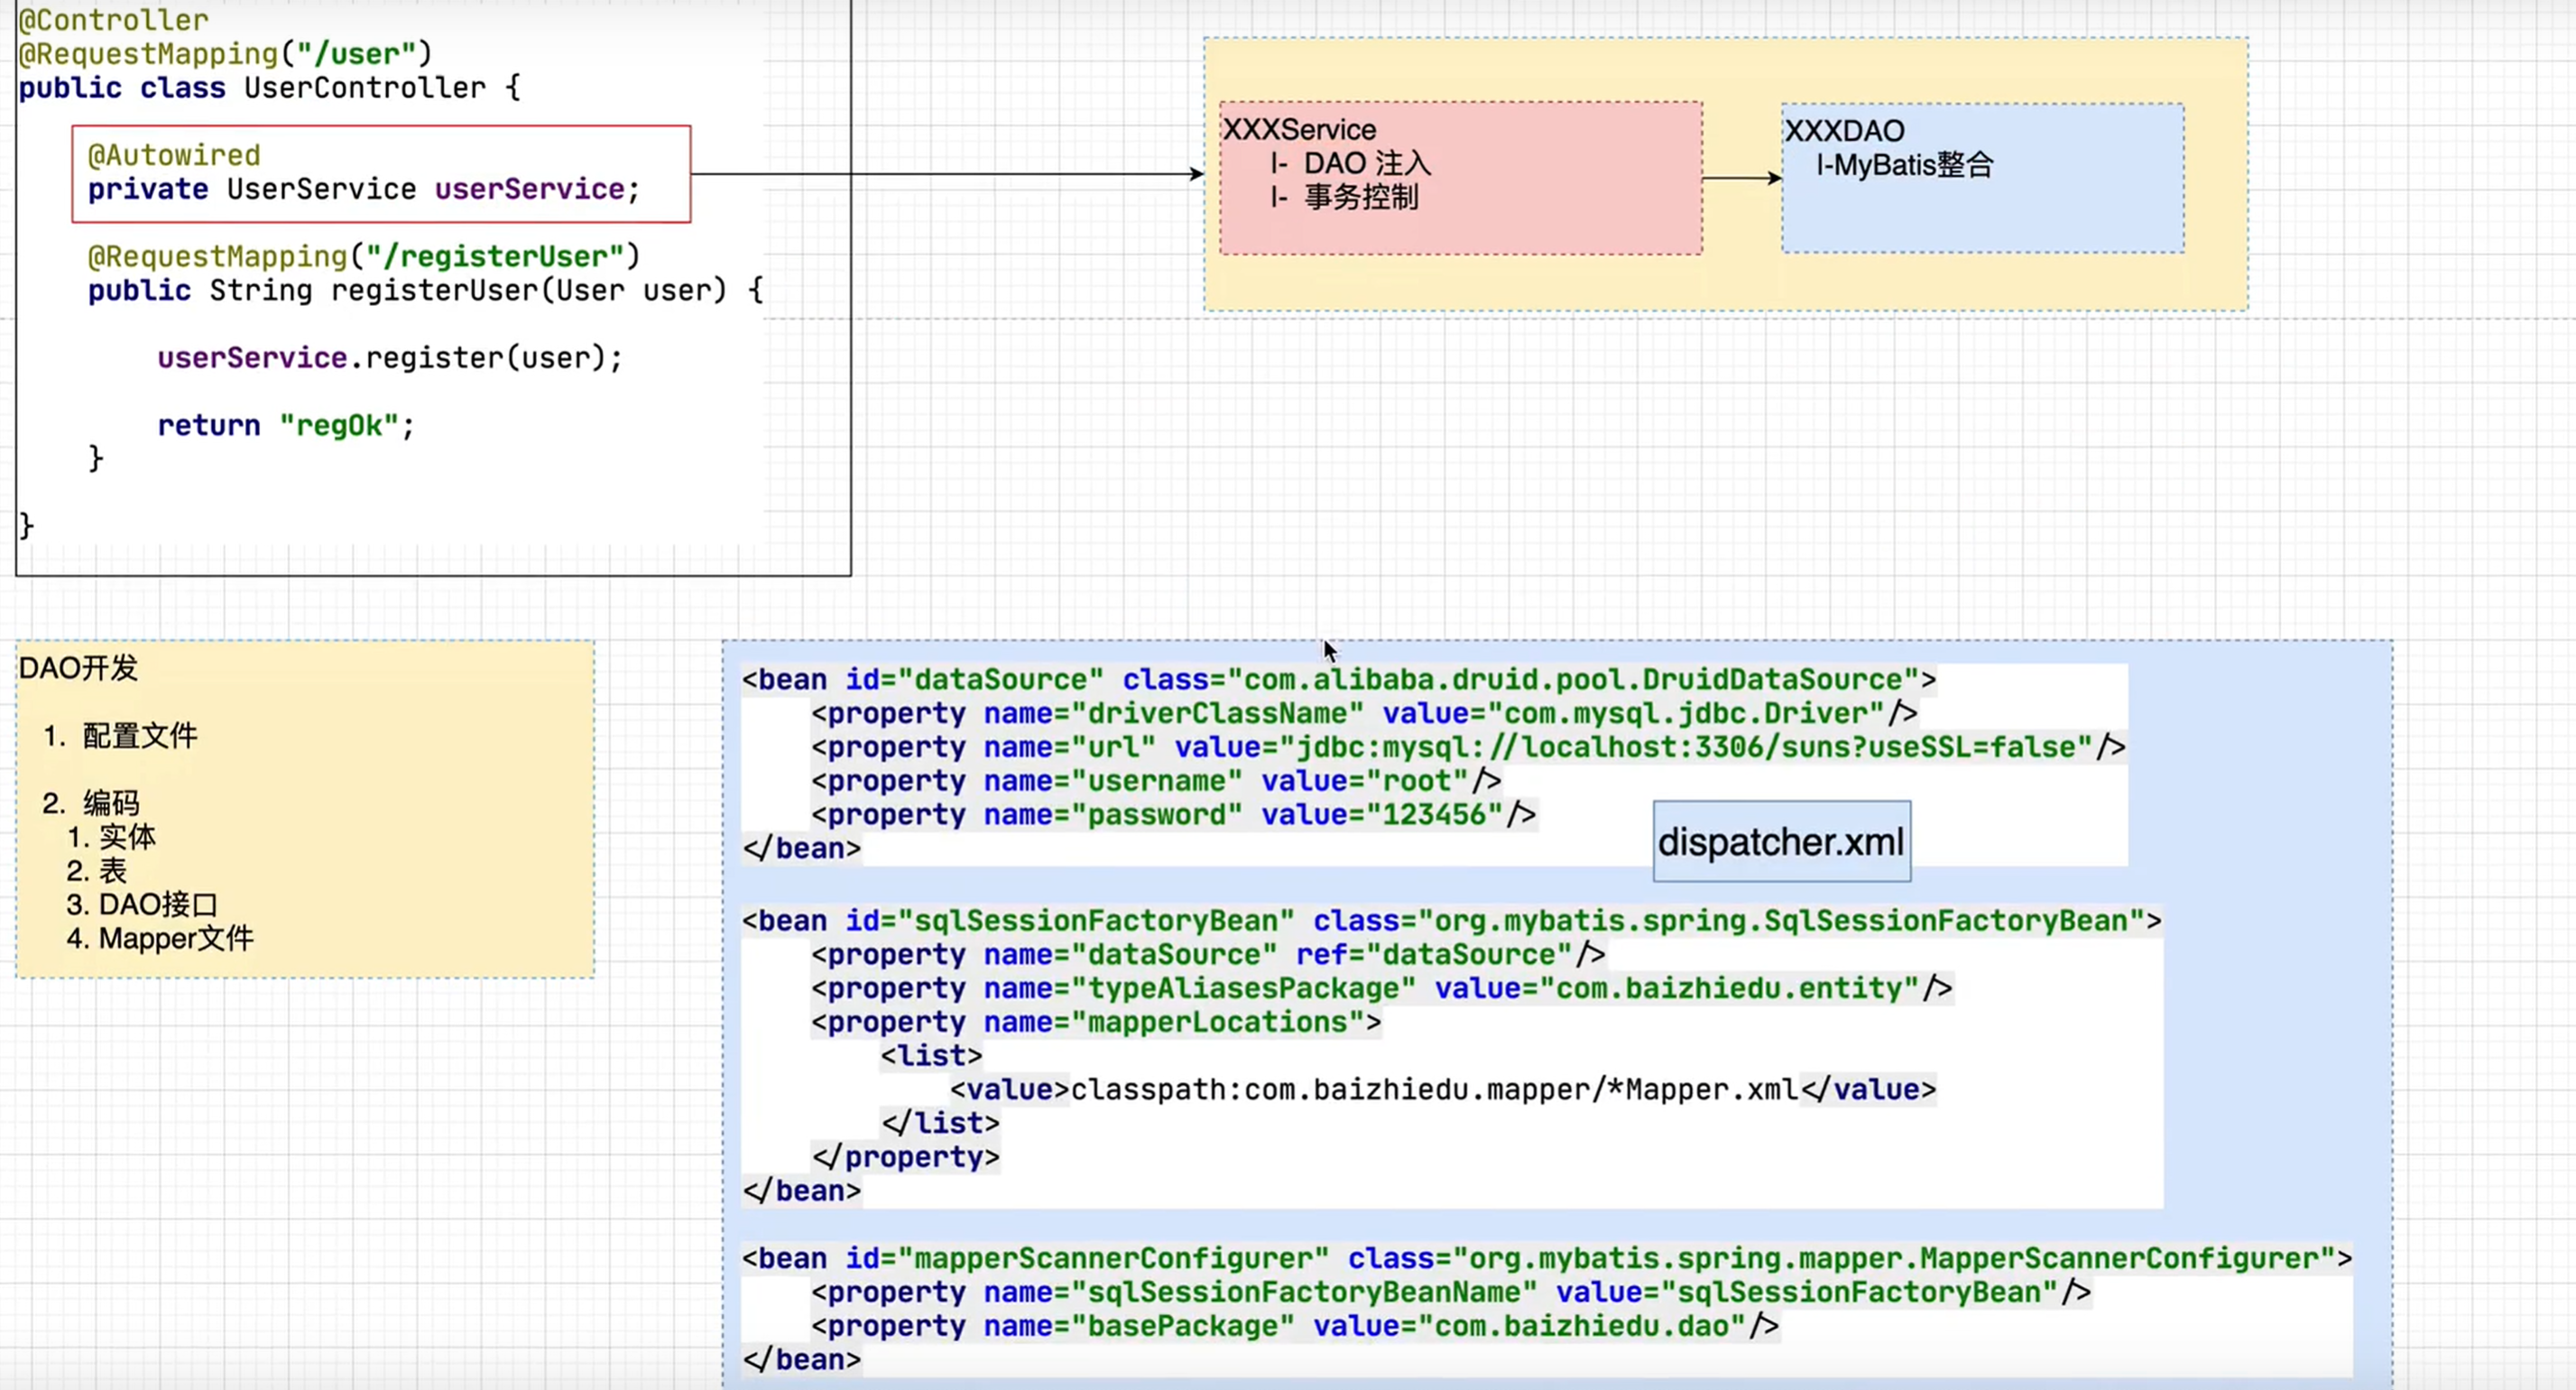 @Controller
@RequestMapping("/user")
public class UserController {
@Autowired
private UserService userService;
@RequestMapping("/registerUser")
public String registerUser(User user) {
userService.register(user);
return "regOk";
}
}
XXXService
|- DAO 注入
|- 事务控制
XXXDAO
|-MyBatis整合
DAO开发
1. 配置文件
2. 编码
1. 实体
2. 表
3. DAO接口
4. Mapper文件
<bean id="dataSource" class="com.alibaba.druid.pool.DruidDataSource">
<property name="driverClassName" value="com.mysql.jdbc.Driver"/>
<property name="url" value="jdbc:mysql://localhost:3306/suns?useSSL=false"/>
<property name="username" value="root"/>
<property name="password" value="123456"/>
</bean>
dispatcher.xml
<bean id="sqlSessionFactoryBean" class="org.mybatis.spring.SqlSessionFactoryBean">
<property name="dataSource" ref="dataSource"/>
<property name="typeAliasesPackage" value="com.baizhiedu.entity"/>
<property name="mapperLocations">
<list>
<value>classpath:com.baizhiedu.mapper/*Mapper.xml</value>
</list>
</property>
</bean>
<bean id="mapperScannerConfigurer" class="org.mybatis.spring.mapper.MapperScannerConfigurer">
<property name="sqlSessionFactoryBeanName" value="sqlSessionFactoryBean"/>
<property name="basePackage" value="com.baizhiedu.dao"/>
</bean>